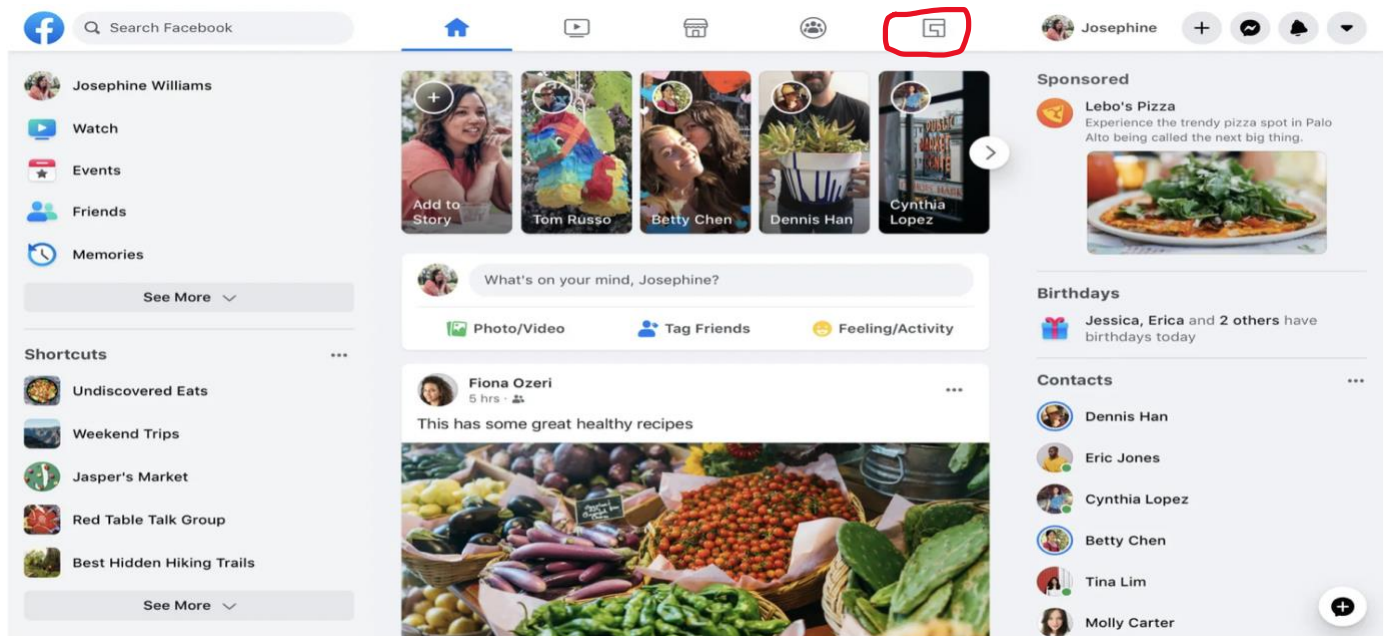 Search Facebook
Josephine
Josephine Williams
Watch
Events
Friends
Memories
See More
Shortcuts
Undiscovered Eats
Weekend Trips
Jasper's Market
Red Table Talk Group
Best Hidden Hiking Trails
See More
Add to
Story
Tom Russo
Betty Chen
Dennis Han
Cynthia
Lopez
What's on your mind, Josephine?
Photo/Video
Tag Friends
Feeling/Activity
Fiona Ozeri
5 hrs ·
This has some great healthy recipes
Sponsored
Lebo's Pizza
Experience the trendy pizza spot in Palo
Alto being called the next big thing.
Birthdays
Jessica, Erica and 2 others have
birthdays today
Contacts
Dennis Han
Eric Jones
Cynthia Lopez
Betty Chen
Tina Lim
Molly Carter